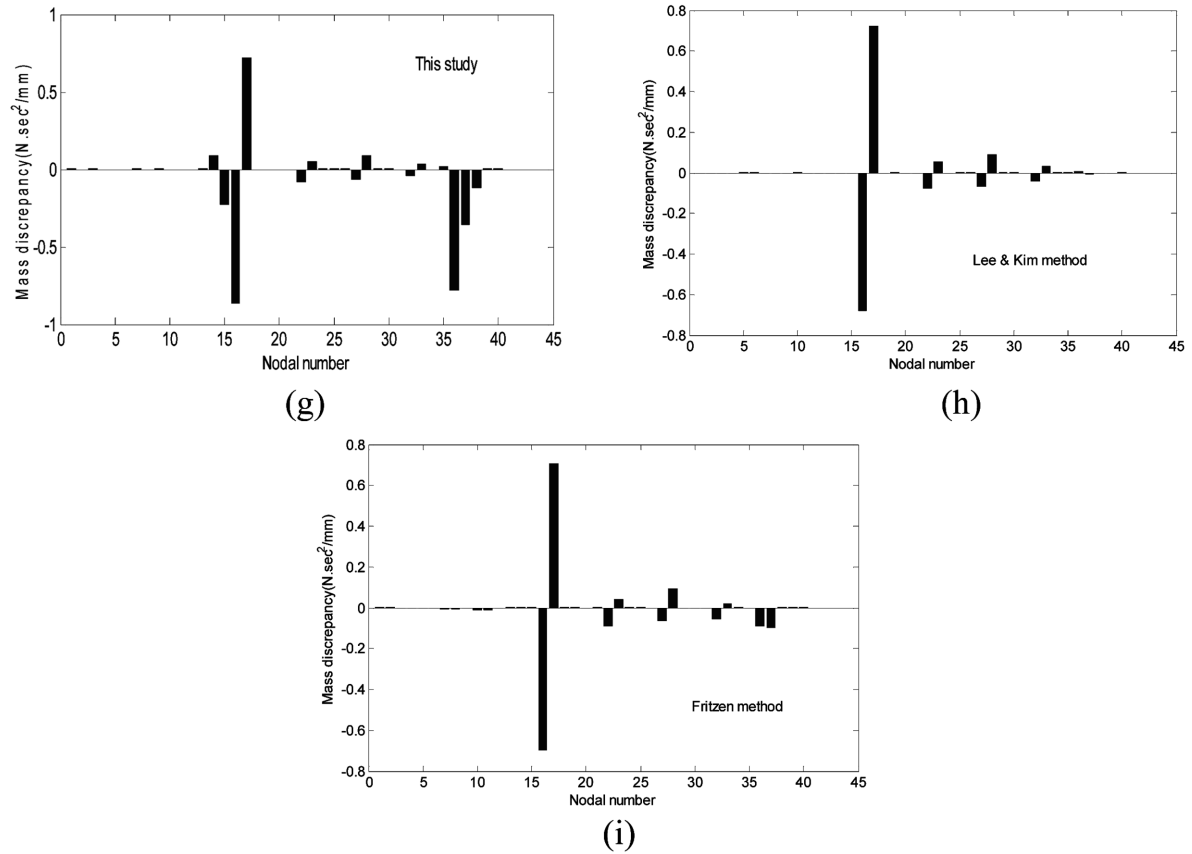 1
0.5
0
-0.5
-1
Mass discrepancy(N.sec²/mm)
This study
0 5 10 15 20 25 30 35 40 45
Nodal number
(g)
0.8
0.6
0.4
0.2
0
-0.2
-0.4
-0.6
-0.8
Mass discrepancy(N.sec²/mm)
Lee & Kim method
0 5 10 15 20 25 30 35 40 45
Nodal number
(h)
0.8
0.6
0.4
0.2
0
-0.2
-0.4
-0.6
-0.8
Mass discrepancy(N.sec²/mm)
Fritzen method
0 5 10 15 20 25 30 35 40 45
Nodal number
(i)